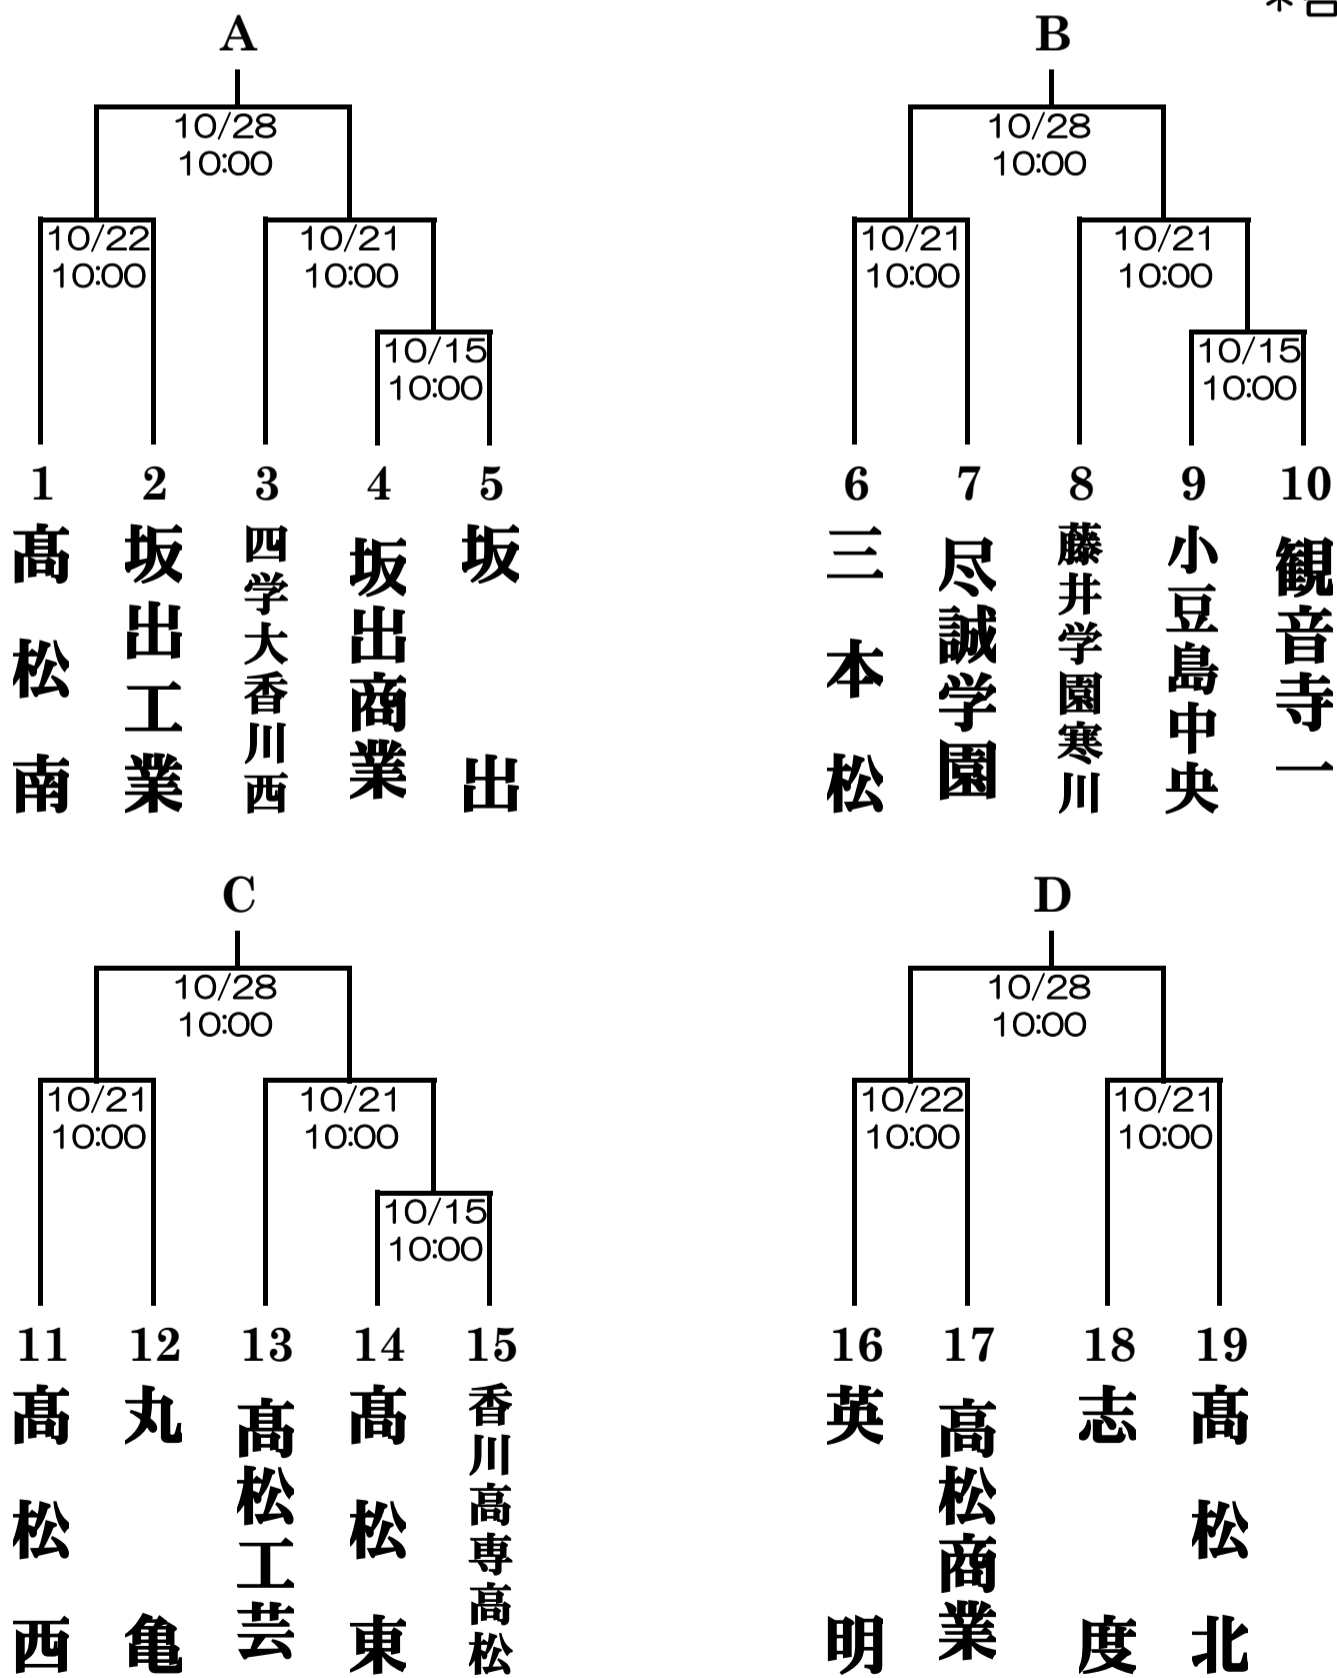 *
A
10/28
10:00
10/22
10:00
10/21
10:00
10/15
10:00
1
髙松南
2
坂出工業
3
四学大香川西
4
坂出商業
5
坂出
B
10/28
10:00
10/21
10:00
10/21
10:00
10/15
10:00
6
三本松
7
尽誠学園
8
藤井学園寒川
9
小豆島中央
10
観音寺一
C
10/28
10:00
10/21
10:00
10/21
10:00
10/15
10:00
11
髙松西
12
丸亀
13
髙松工芸
14
髙松東
15
香川高専高松
D
10/28
10:00
10/22
10:00
10/21
10:00
16
英明
17
高松商業
18
志度
19
髙松北